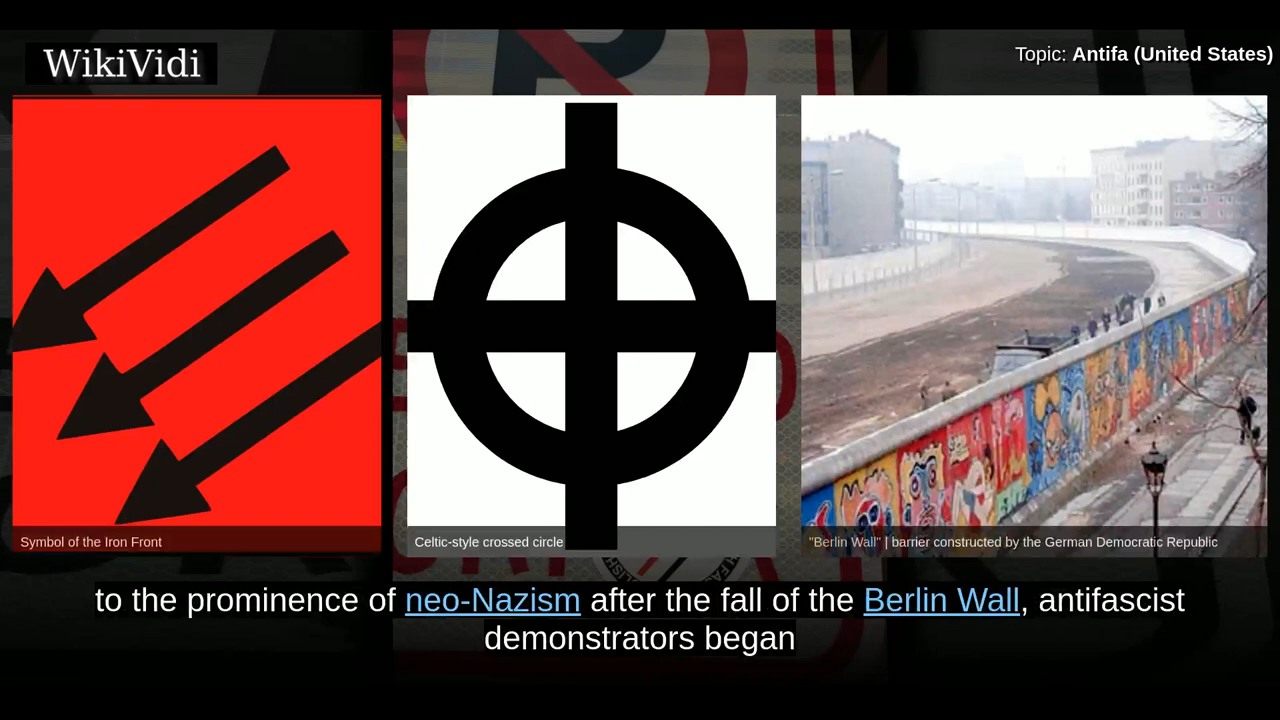 WikiVidi
Topic: Antifa (United States)
Symbol of the Iron Front
Celtic-style crossed circle
"Berlin Wall" | barrier constructed by the German Democratic Republic
to the prominence of neo-Nazism after the fall of the Berlin Wall, antifascist
demonstrators began